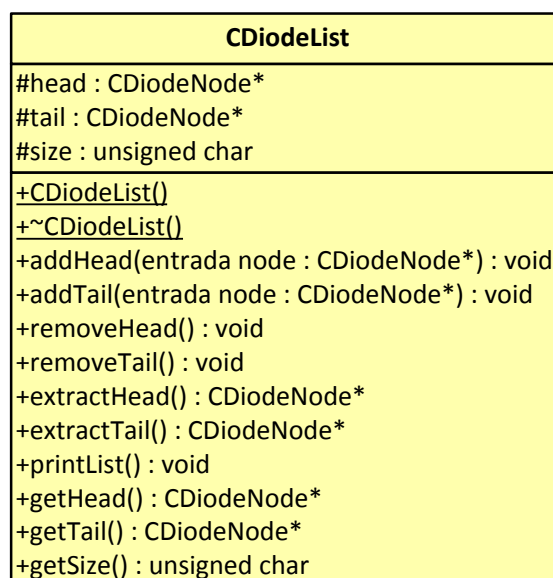 CDiodeList
#head : CDiodeNode*
#tail : CDiodeNode*
#size : unsigned char
+CDiodeList()
+~CDiodeList()
+addHead(entrada node : CDiodeNode*) : void
+addTail(entrada node : CDiodeNode*) : void
+removeHead() : void
+removeTail() : void
+extractHead() : CDiodeNode*
+extractTail() : CDiodeNode*
+printList() : void
+getHead() : CDiodeNode*
+getTail() : CDiodeNode*
+getSize() : unsigned char